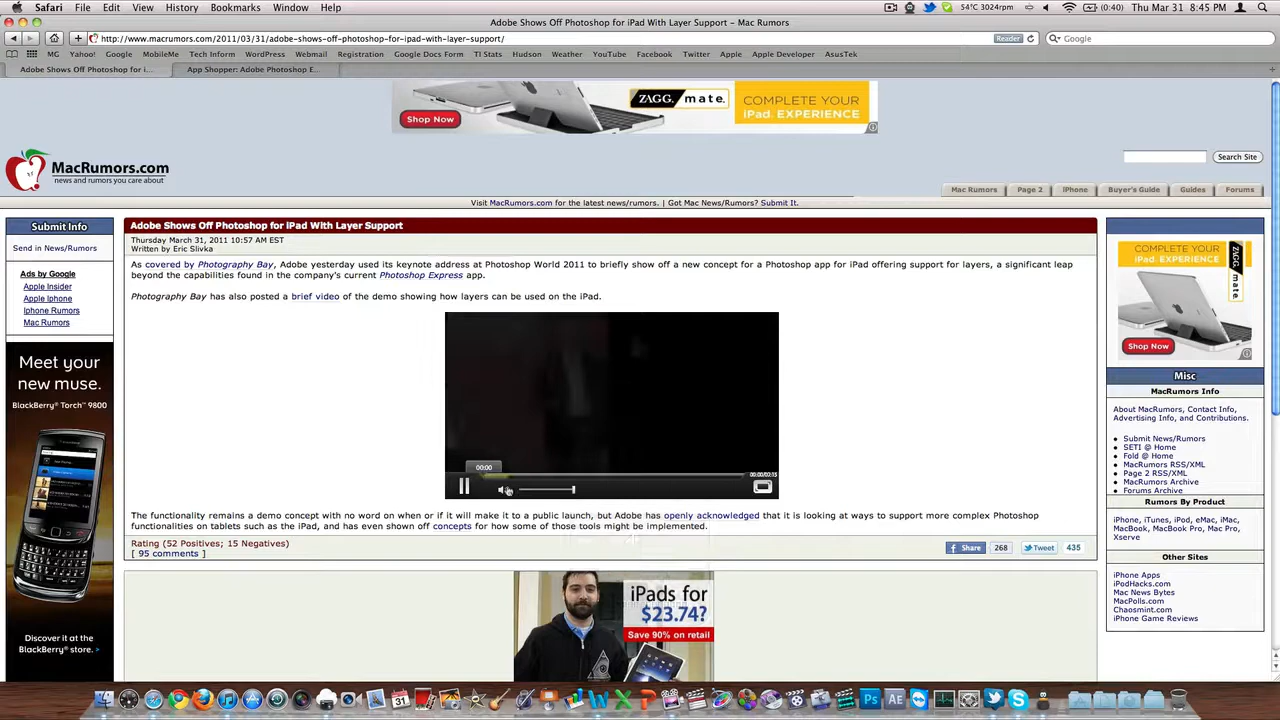 Safari File Edit View History Bookmarks Window Help
54°C 3024rpm (0:40) Thu Mar 31 8:45 PM
Adobe Shows Off Photoshop for iPad With Layer Support – Mac Rumors
http://www.macrumors.com/2011/03/31/adobe-shows-off-photoshop-for-ipad-with-layer-support/ Reader Google
MG Yahoo! Google MobileMe Tech Inform WordPress Webmail Registration Google Docs Form TI Stats Hudson Weather YouTube Facebook Twitter Apple Apple Developer AsusTek
Adobe Shows Off Photoshop for i... App Shopper: Adobe Photoshop E...
Shop Now ZAGG mate. COMPLETE YOUR
iPad. EXPERIENCE
MacRumors.com
news and rumors you care about
Search Site
Mac Rumors Page 2 iPhone Buyer's Guide Guides Forums
Visit MacRumors.com for the latest news/rumors. | Got Mac News/Rumors? Submit It.
Submit Info
Send in News/Rumors
Ads by Google
Apple Insider
Apple Iphone
Iphone Rumors
Mac Rumors
Meet your
new muse.
BlackBerry® Torch™ 9800
Discover it at the
BlackBerry® store. >
Adobe Shows Off Photoshop for iPad With Layer Support
Thursday March 31, 2011 10:57 AM EST
Written by Eric Slivka
As covered by Photography Bay, Adobe yesterday used its keynote address at Photoshop World 2011 to briefly show off a new concept for a Photoshop app for iPad offering support for layers, a significant leap
beyond the capabilities found in the company's current Photoshop Express app.
Photography Bay has also posted a brief video of the demo showing how layers can be used on the iPad.
00:00
00:00/02:15
The functionality remains a demo concept with no word on when or if it will make it to a public launch, but Adobe has openly acknowledged that it is looking at ways to support more complex Photoshop
functionalities on tablets such as the iPad, and has even shown off concepts for how some of those tools might be implemented.
Rating (52 Positives; 15 Negatives)
[ 95 comments ]
Share 268 Tweet 435
iPads for
$23.74?
Save 90% on retail
COMPLETE YOUR
iPad. EXPERIENCE
ZAGG mate.
Shop Now
Misc
MacRumors Info
About MacRumors, Contact Info,
Advertising Info, and Contributions.
Submit News/Rumors
SETI @ Home
Fold @ Home
MacRumors RSS/XML
Page 2 RSS/XML
MacRumors Archive
Forums Archive
Rumors By Product
iPhone, iTunes, iPod, eMac, iMac,
MacBook, MacBook Pro, Mac Pro,
Xserve
Other Sites
iPhone Apps
iPodHacks.com
Mac News Bytes
MacPolls.com
Chaosmint.com
iPhone Game Reviews
31 W X P Ps AE S